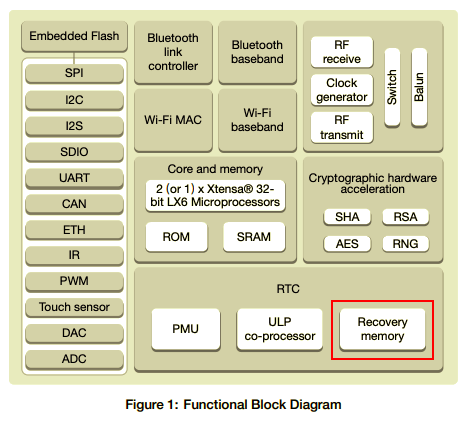 Embedded Flash
SPI
I2C
I2S
SDIO
UART
CAN
ETH
IR
PWM
Touch sensor
DAC
ADC
Bluetooth
link
controller
Bluetooth
baseband
Wi-Fi MAC
Wi-Fi
baseband
RF
receive
Clock
generator
RF
transmit
Switch
Balun
Core and memory
2 (or 1) x Xtensa® 32-
bit LX6 Microprocessors
ROM
SRAM
Cryptographic hardware
acceleration
SHA
RSA
AES
RNG
RTC
PMU
ULP
co-processor
Recovery
memory
Figure 1: Functional Block Diagram